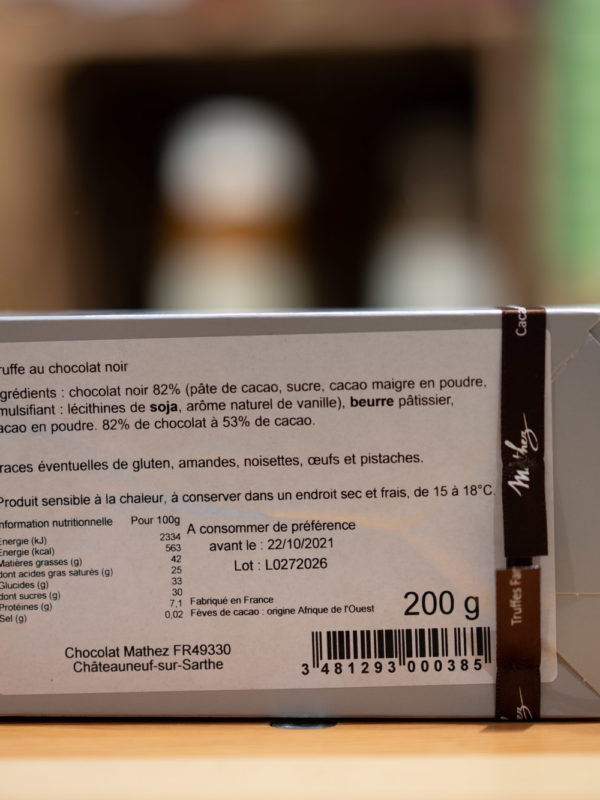 ruffe au chocolat noir
grédients : chocolat noir 82% (pâte de cacao, sucre, cacao maigre en poudre,
mulsifiant : lécithines de soja, arôme naturel de vanille), beurre pâtissier,
acao en poudre. 82% de chocolat à 53% de cacao.
races éventuelles de gluten, amandes, noisettes, œufs et pistaches.
Produit sensible à la chaleur, à conserver dans un endroit sec et frais, de 15 à 18°C.
nformation nutritionnelle Pour 100g
Energie (kJ) 2334
Energie (kcal) 563
Matières grasses (g) 42
dont acides gras saturés (g) 25
Glucides (g) 33
dont sucres (g) 30
Protéines (g) 7,1
Sel (g) 0,02
A consommer de préférence
avant le : 22/10/2021
Lot : L0272026
Fabriqué en France
Fèves de cacao : origine Afrique de l'Ouest
200 g
Chocolat Mathez FR49330
Châteauneuf-sur-Sarthe
3 481293 000385
Caca
Mathez
Truffes Fan